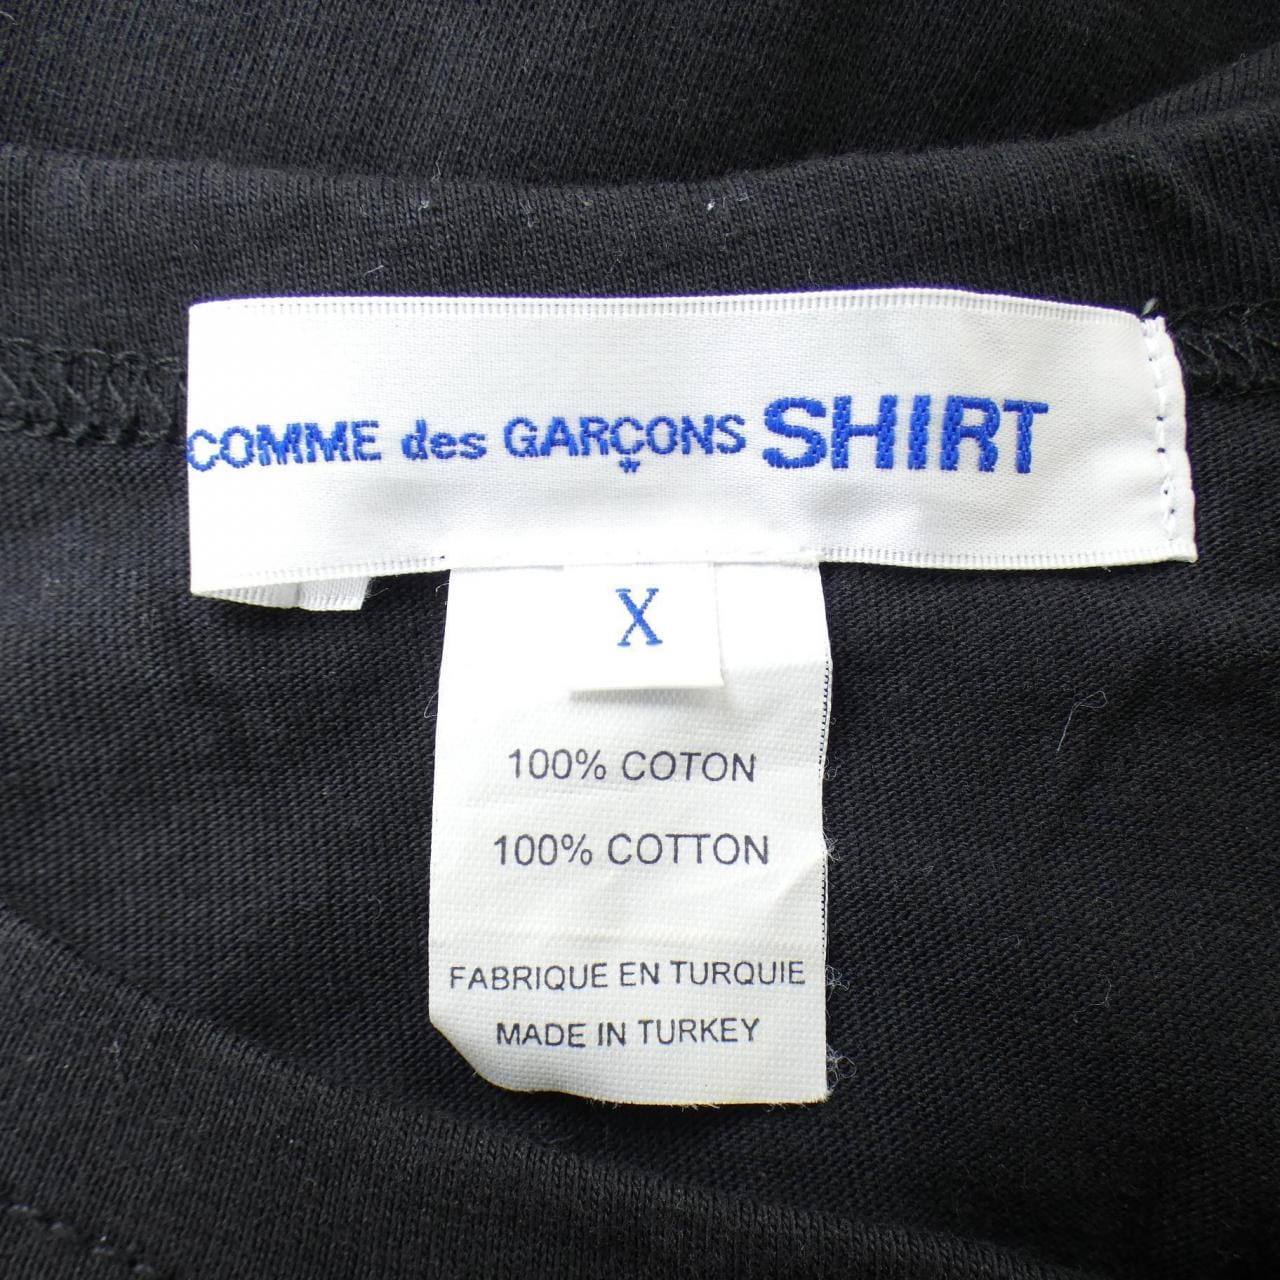 COMME des GARÇONS SHIRT
X
100% COTON
100% COTTON
FABRIQUE EN TURQUIE
MADE IN TURKEY